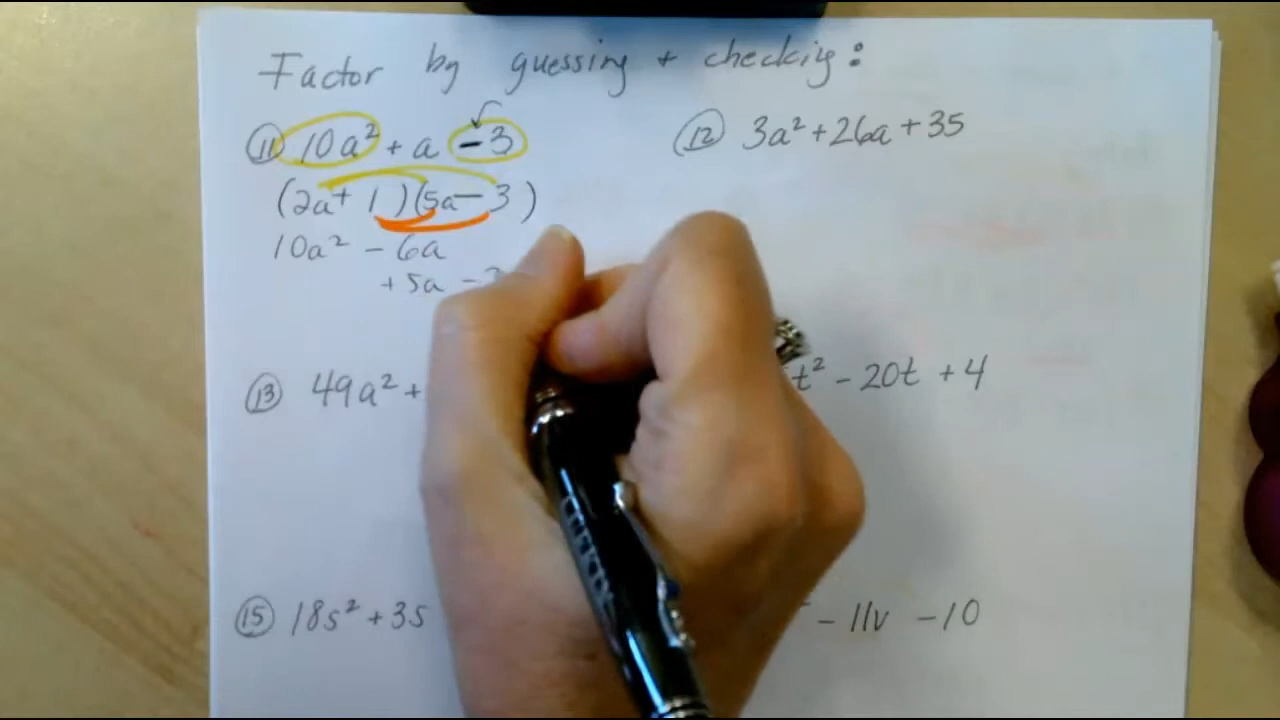 Factor by guessing + checking:
⑪ 10a² + a - 3
(2a + 1)(5a - 3)
10a² - 6a
+ 5a -
⑫ 3a² + 26a + 35
⑬ 49a² +
t² - 20t + 4
⑮ 18s² + 3s
- 11v - 10